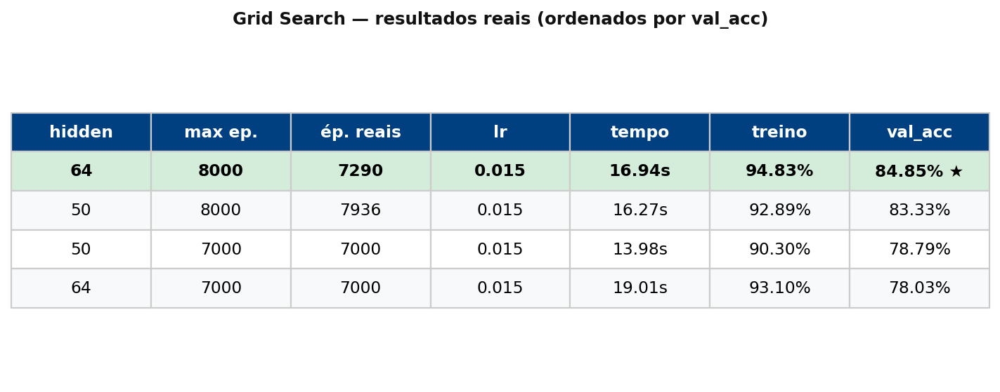 Grid Search — resultados reais (ordenados por val_acc)
hidden max ep. ép. reais lr tempo treino val_acc
64 8000 7290 0.015 16.94s 94.83% 84.85% ★
50 8000 7936 0.015 16.27s 92.89% 83.33%
50 7000 7000 0.015 13.98s 90.30% 78.79%
64 7000 7000 0.015 19.01s 93.10% 78.03%